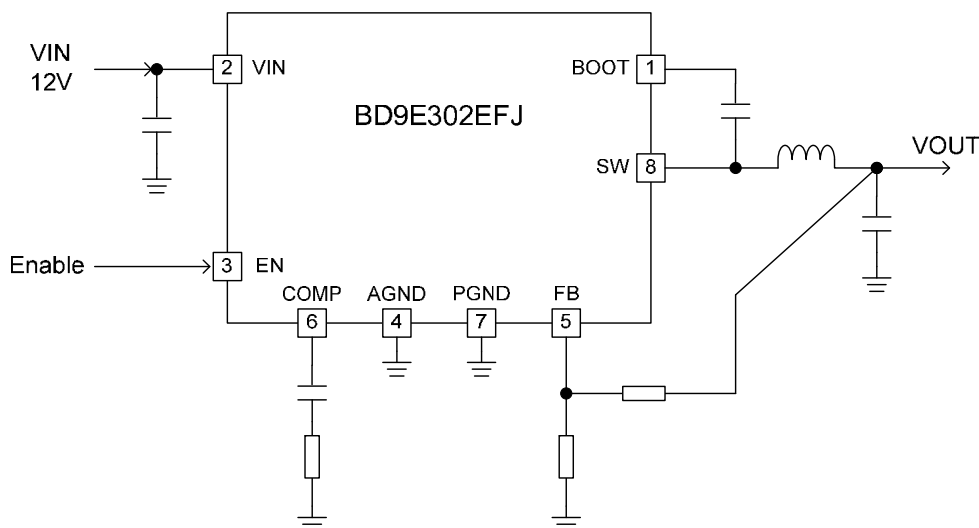 VIN
12V
2 VIN
BOOT 1
BD9E302EFJ
SW 8
VOUT
Enable
3 EN
COMP AGND PGND FB
6 4 7 5